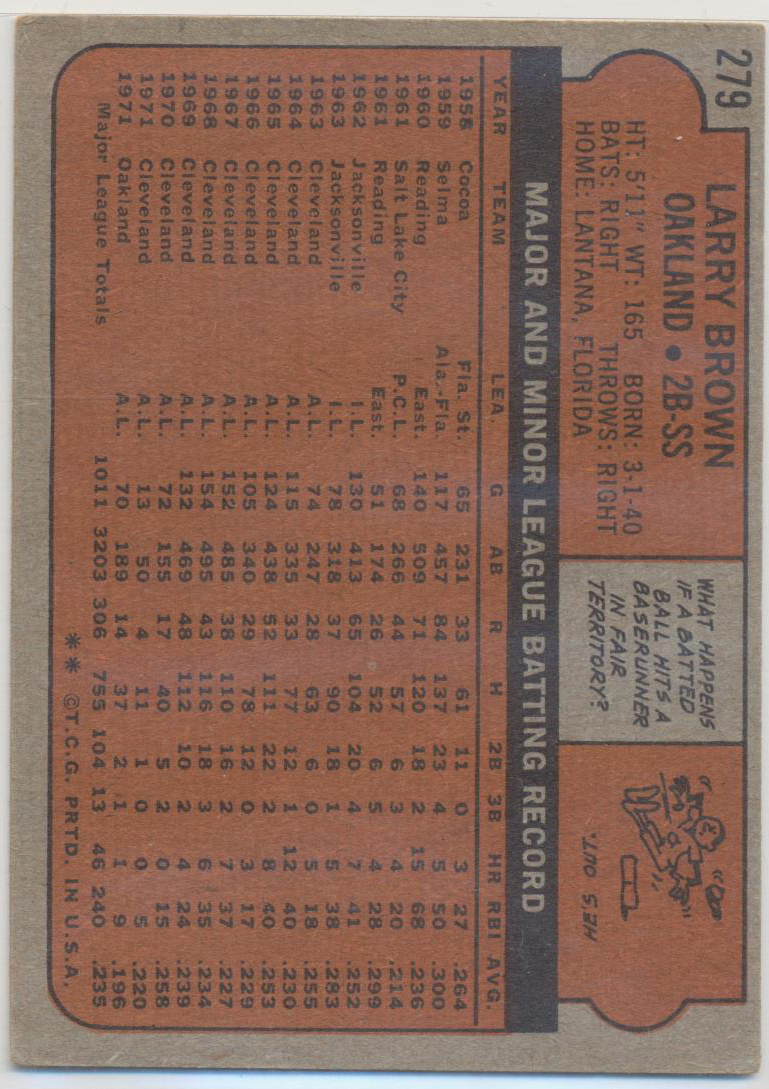 279
LARRY BROWN
OAKLAND • 2B-SS
HT: 5'11" WT: 165 BORN: 3-1-40
BATS: RIGHT THROWS: RIGHT
HOME: LANTANA, FLORIDA
WHAT HAPPENS
IF A BATTED
BALL HITS A
BASERUNNER
IN FAIR
TERRITORY?
HE'S OUT.
MAJOR AND MINOR LEAGUE BATTING RECORD
YEAR TEAM LEA. G AB R H 2B 3B HR RBI AVG.
1958 Cocoa Fla. St. 65 231 33 61 11 0 3 27 .264
1959 Selma Ala.-Fla. 117 457 84 137 23 4 5 50 .300
1960 Reading East. 140 509 71 120 18 2 15 68 .236
1961 Salt Lake City P.C.L. 68 266 44 57 6 3 4 20 .214
1961 Reading East. 51 174 26 52 6 5 4 28 .299
1962 Jacksonville I.L. 130 413 65 104 20 4 7 41 .252
1963 Jacksonville I.L. 78 318 37 90 18 1 5 38 .283
1963 Cleveland A.L. 74 247 28 63 6 0 5 18 .255
1964 Cleveland A.L. 115 335 33 77 12 1 12 40 .230
1965 Cleveland A.L. 124 438 52 111 22 2 8 40 .253
1966 Cleveland A.L. 105 340 29 78 12 0 3 17 .229
1967 Cleveland A.L. 152 485 38 110 16 2 7 37 .227
1968 Cleveland A.L. 154 495 43 116 18 3 6 35 .234
1969 Cleveland A.L. 132 469 48 112 10 2 4 24 .239
1970 Cleveland A.L. 72 155 17 40 5 2 0 15 .258
1971 Cleveland A.L. 13 50 4 11 1 0 0 5 .220
1971 Oakland A.L. 70 189 14 37 2 1 1 9 .196
Major League Totals 1011 3203 306 755 104 13 46 240 .235
** ©T.C.G. PRTD. IN U.S.A.